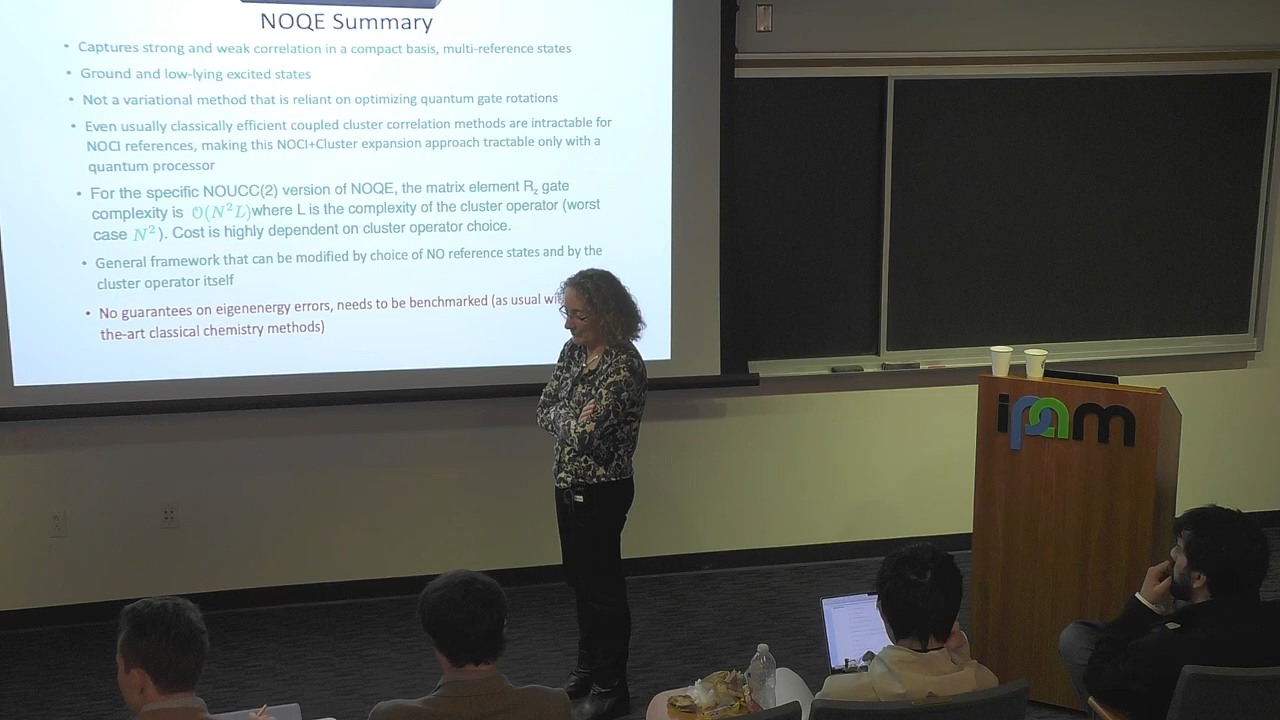 NOQE Summary
• Captures strong and weak correlation in a compact basis, multi-reference states
• Ground and low-lying excited states
• Not a variational method that is reliant on optimizing quantum gate rotations
• Even usually classically efficient coupled cluster correlation methods are intractable for
NOCI references, making this NOCI+Cluster expansion approach tractable only with a
quantum processor
• For the specific NOUCC(2) version of NOQE, the matrix element R_z gate
complexity is O(N²L) where L is the complexity of the cluster operator (worst
case N²). Cost is highly dependent on cluster operator choice.
• General framework that can be modified by choice of NO reference states and by the
cluster operator itself
• No guarantees on eigenenergy errors, needs to be benchmarked (as usual
the-art classical chemistry methods)
ipam